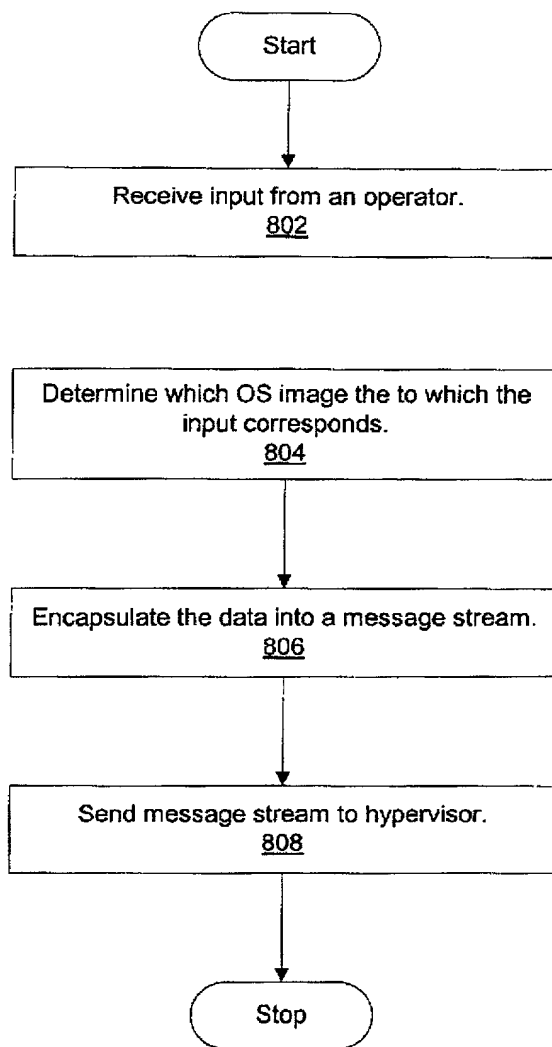 Start
Receive input from an operator.
802
Determine which OS image the to which the
input corresponds.
804
Encapsulate the data into a message stream.
806
Send message stream to hypervisor.
808
Stop